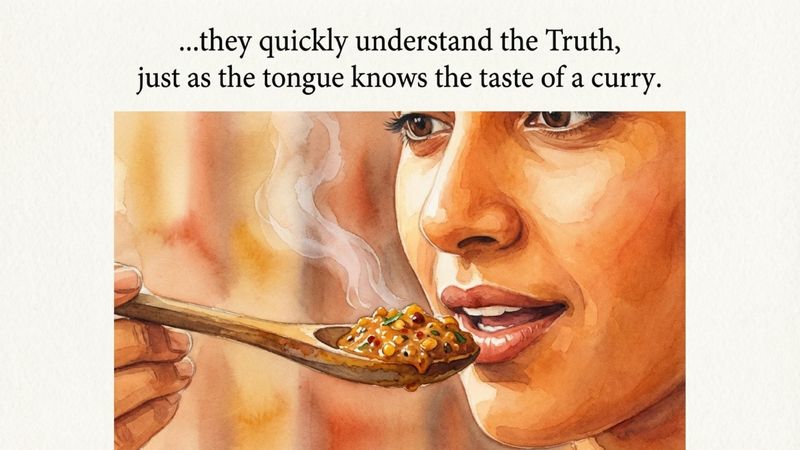 ...they quickly understand the Truth,
just as the tongue knows the taste of a curry.